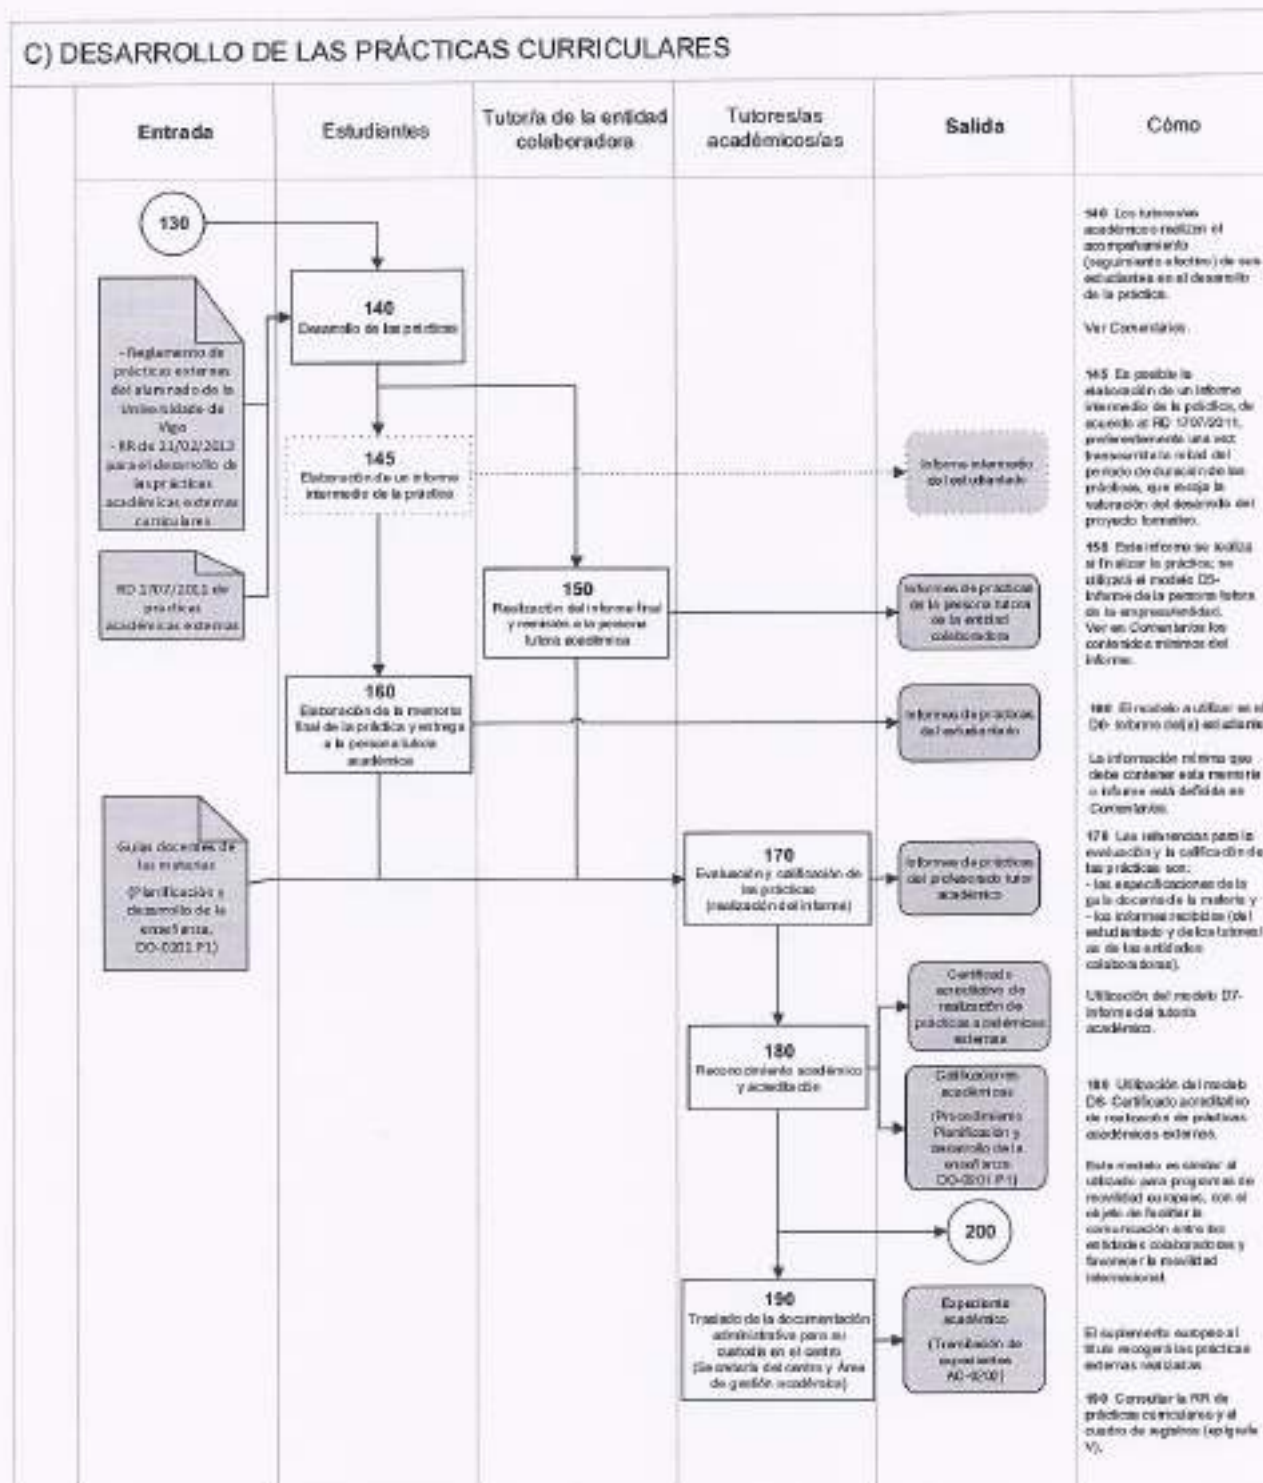 C) DESARROLLO DE LAS PRÁCTICAS CURRICULARES
Entrada
Estudiantes
Tutor/a de la entidad
colaboradora
Tutores/as
académicos/as
Salida
Cómo
130
- Reglamento de
prácticas externas
del alumnado de la
Universidade de
Vigo
- RR de 21/02/2013
para el desarrollo de
las prácticas
académicas externas
curriculares
RD 1707/2011 de
prácticas
académicas externas
Guías docentes de
las materias
(Planificación y
desarrollo de la
enseñanza,
DO-0201 P1)
140
Desarrollo de las prácticas
145
Elaboración de un informe
intermedio de la práctica
160
Elaboración de la memoria
final de la práctica y entrega
a la persona tutora
académica
150
Realización del informe final
y remisión a la persona
tutora académica
170
Evaluación y calificación de
las prácticas
(realización del informe)
180
Reconocimiento académico
y acreditación
190
Traslado de la documentación
administrativa para su
custodia en el centro
(Secretaría del centro y Área
de gestión académica)
Informe intermedio
del estudiantado
Informes de prácticas
de la persona tutora
de la entidad
colaboradora
Informes de prácticas
del estudiantado
Informes de prácticas
del profesorado tutor
académico
Certificado
acreditativo de
realización de
prácticas académicas
externas
Calificaciones
académicas
(Procedimiento
Planificación y
desarrollo de la
enseñanza
DO-0201 P1)
200
Expediente
académico
(Tramitación de
expedientes
AC-0202)
140 Los tutores/as
académicos realizan el
acompañamiento
(seguimiento efectivo) de sus
estudiantes en el desarrollo
de la práctica.
Ver Comentarios
145 Es posible la
elaboración de un informe
intermedio de la práctica, de
acuerdo al RD 1707/2011,
preferentemente una vez
transcurrida la mitad del
período de duración de las
prácticas, que recoja la
valoración del desarrollo del
proyecto formativo.
150 Este informe se realiza
al finalizar la práctica; se
utilizará el modelo D5-
Informe de la persona tutora
de la empresa/entidad.
Ver en Comentarios los
contenidos mínimos del
informe.
160 El modelo a utilizar es el
D6- Informe del(a) estudiante
La información mínima que
debe contener esta memoria
o informe está definida en
Comentarios.
170 Las referencias para la
evaluación y la calificación de
las prácticas son:
- las especificaciones de la
guía docente de la materia y
- los informes recibidos (del
estudiantado y de los tutores/
as de las entidades
colaboradoras).
Utilización del modelo D7-
Informe del tutor/a
académico.
180 Utilización del modelo
Certificado acreditativo
de realización de prácticas
académicas externas.
Este modelo es similar al
utilizado para programas de
movilidad europeos, con el
objeto de facilitar la
comunicación entre las
entidades colaboradoras y
favorecer la movilidad
internacional.
El suplemento europeo al
título recogerá las prácticas
externas realizadas
190 Consultar la RR de
prácticas curriculares y el
cuadro de registros (epígrafe
V).